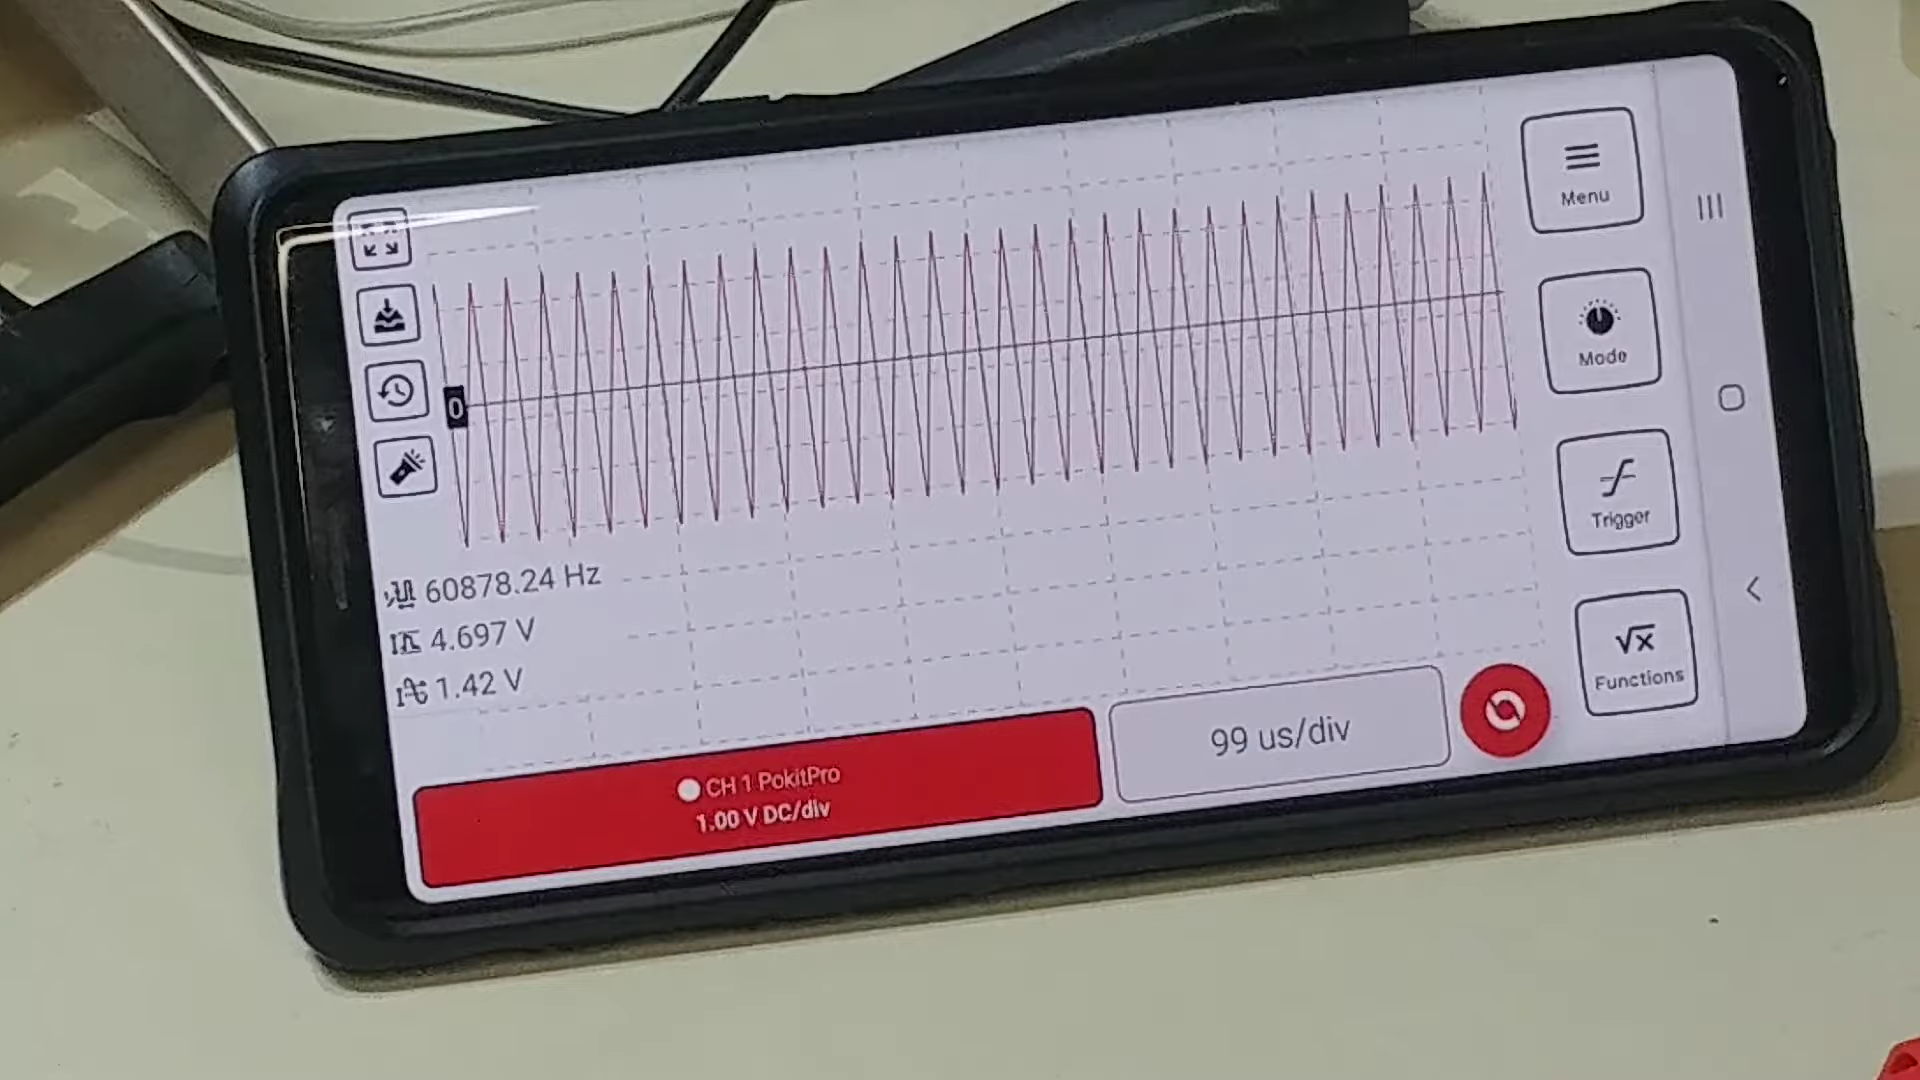 0
60878.24 Hz
4.697 V
1.42 V
CH 1 PokitPro
1.00 V DC/div
99 us/div
Menu
Mode
Trigger
√x
Functions